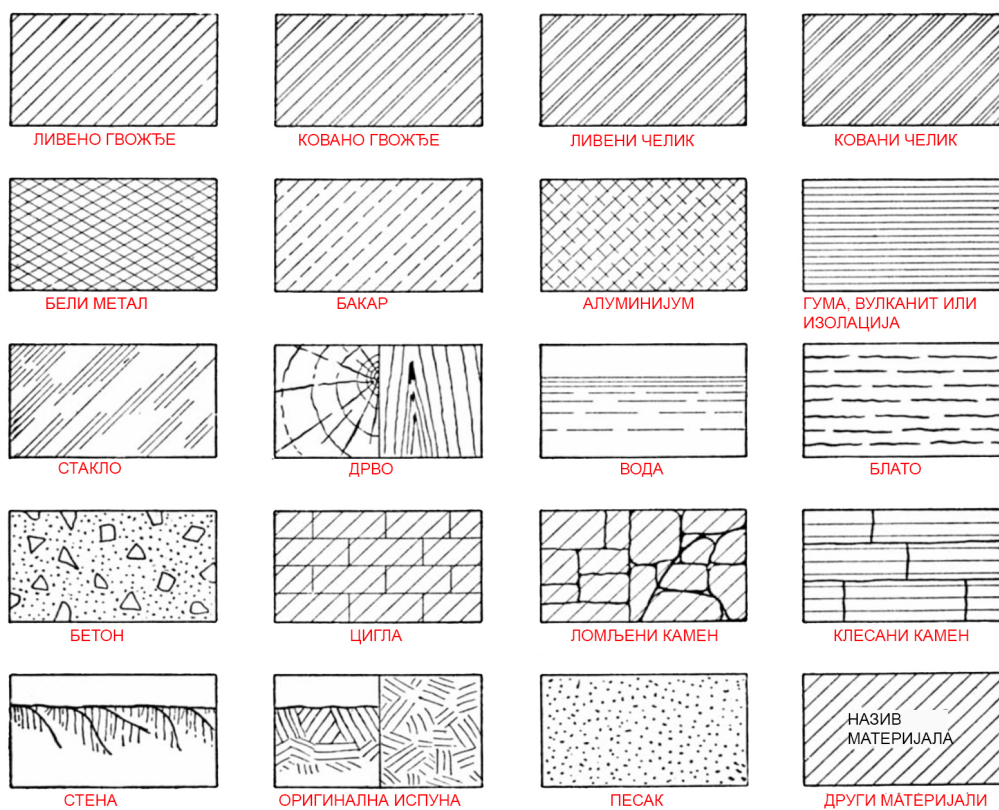 ЛИВЕНО ГВОЖЂЕ
КОВАНО ГВОЖЂЕ
ЛИВЕНИ ЧЕЛИК
КОВАНИ ЧЕЛИК
БЕЛИ МЕТАЛ
БАКАР
АЛУМИНИЈУМ
ГУМА, ВУЛКАНИТ ИЛИ
ИЗОЛАЦИЈА
СТАКЛО
ДРВО
ВОДА
БЛАТО
БЕТОН
ЦИГЛА
ЛОМЉЕНИ КАМЕН
КЛЕСАНИ КАМЕН
НАЗИВ
МАТЕРИЈАЛА
СТЕНА
ОРИГИНАЛНА ИСПУНА
ПЕСАК
ДРУГИ МАТЕРИЈАЛИ